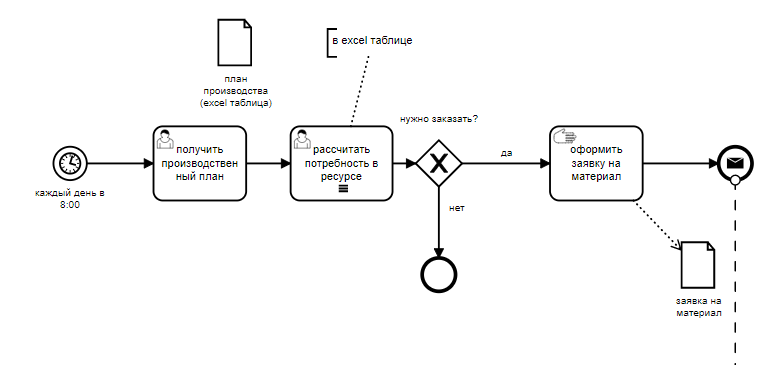 план
производства
(excel таблица)
в excel таблице
каждый день в
8:00
получить
производствен
ный план
рассчитать
потребность в
ресурсе
нужно заказать?
да
нет
оформить
заявку на
материал
заявка на
материал